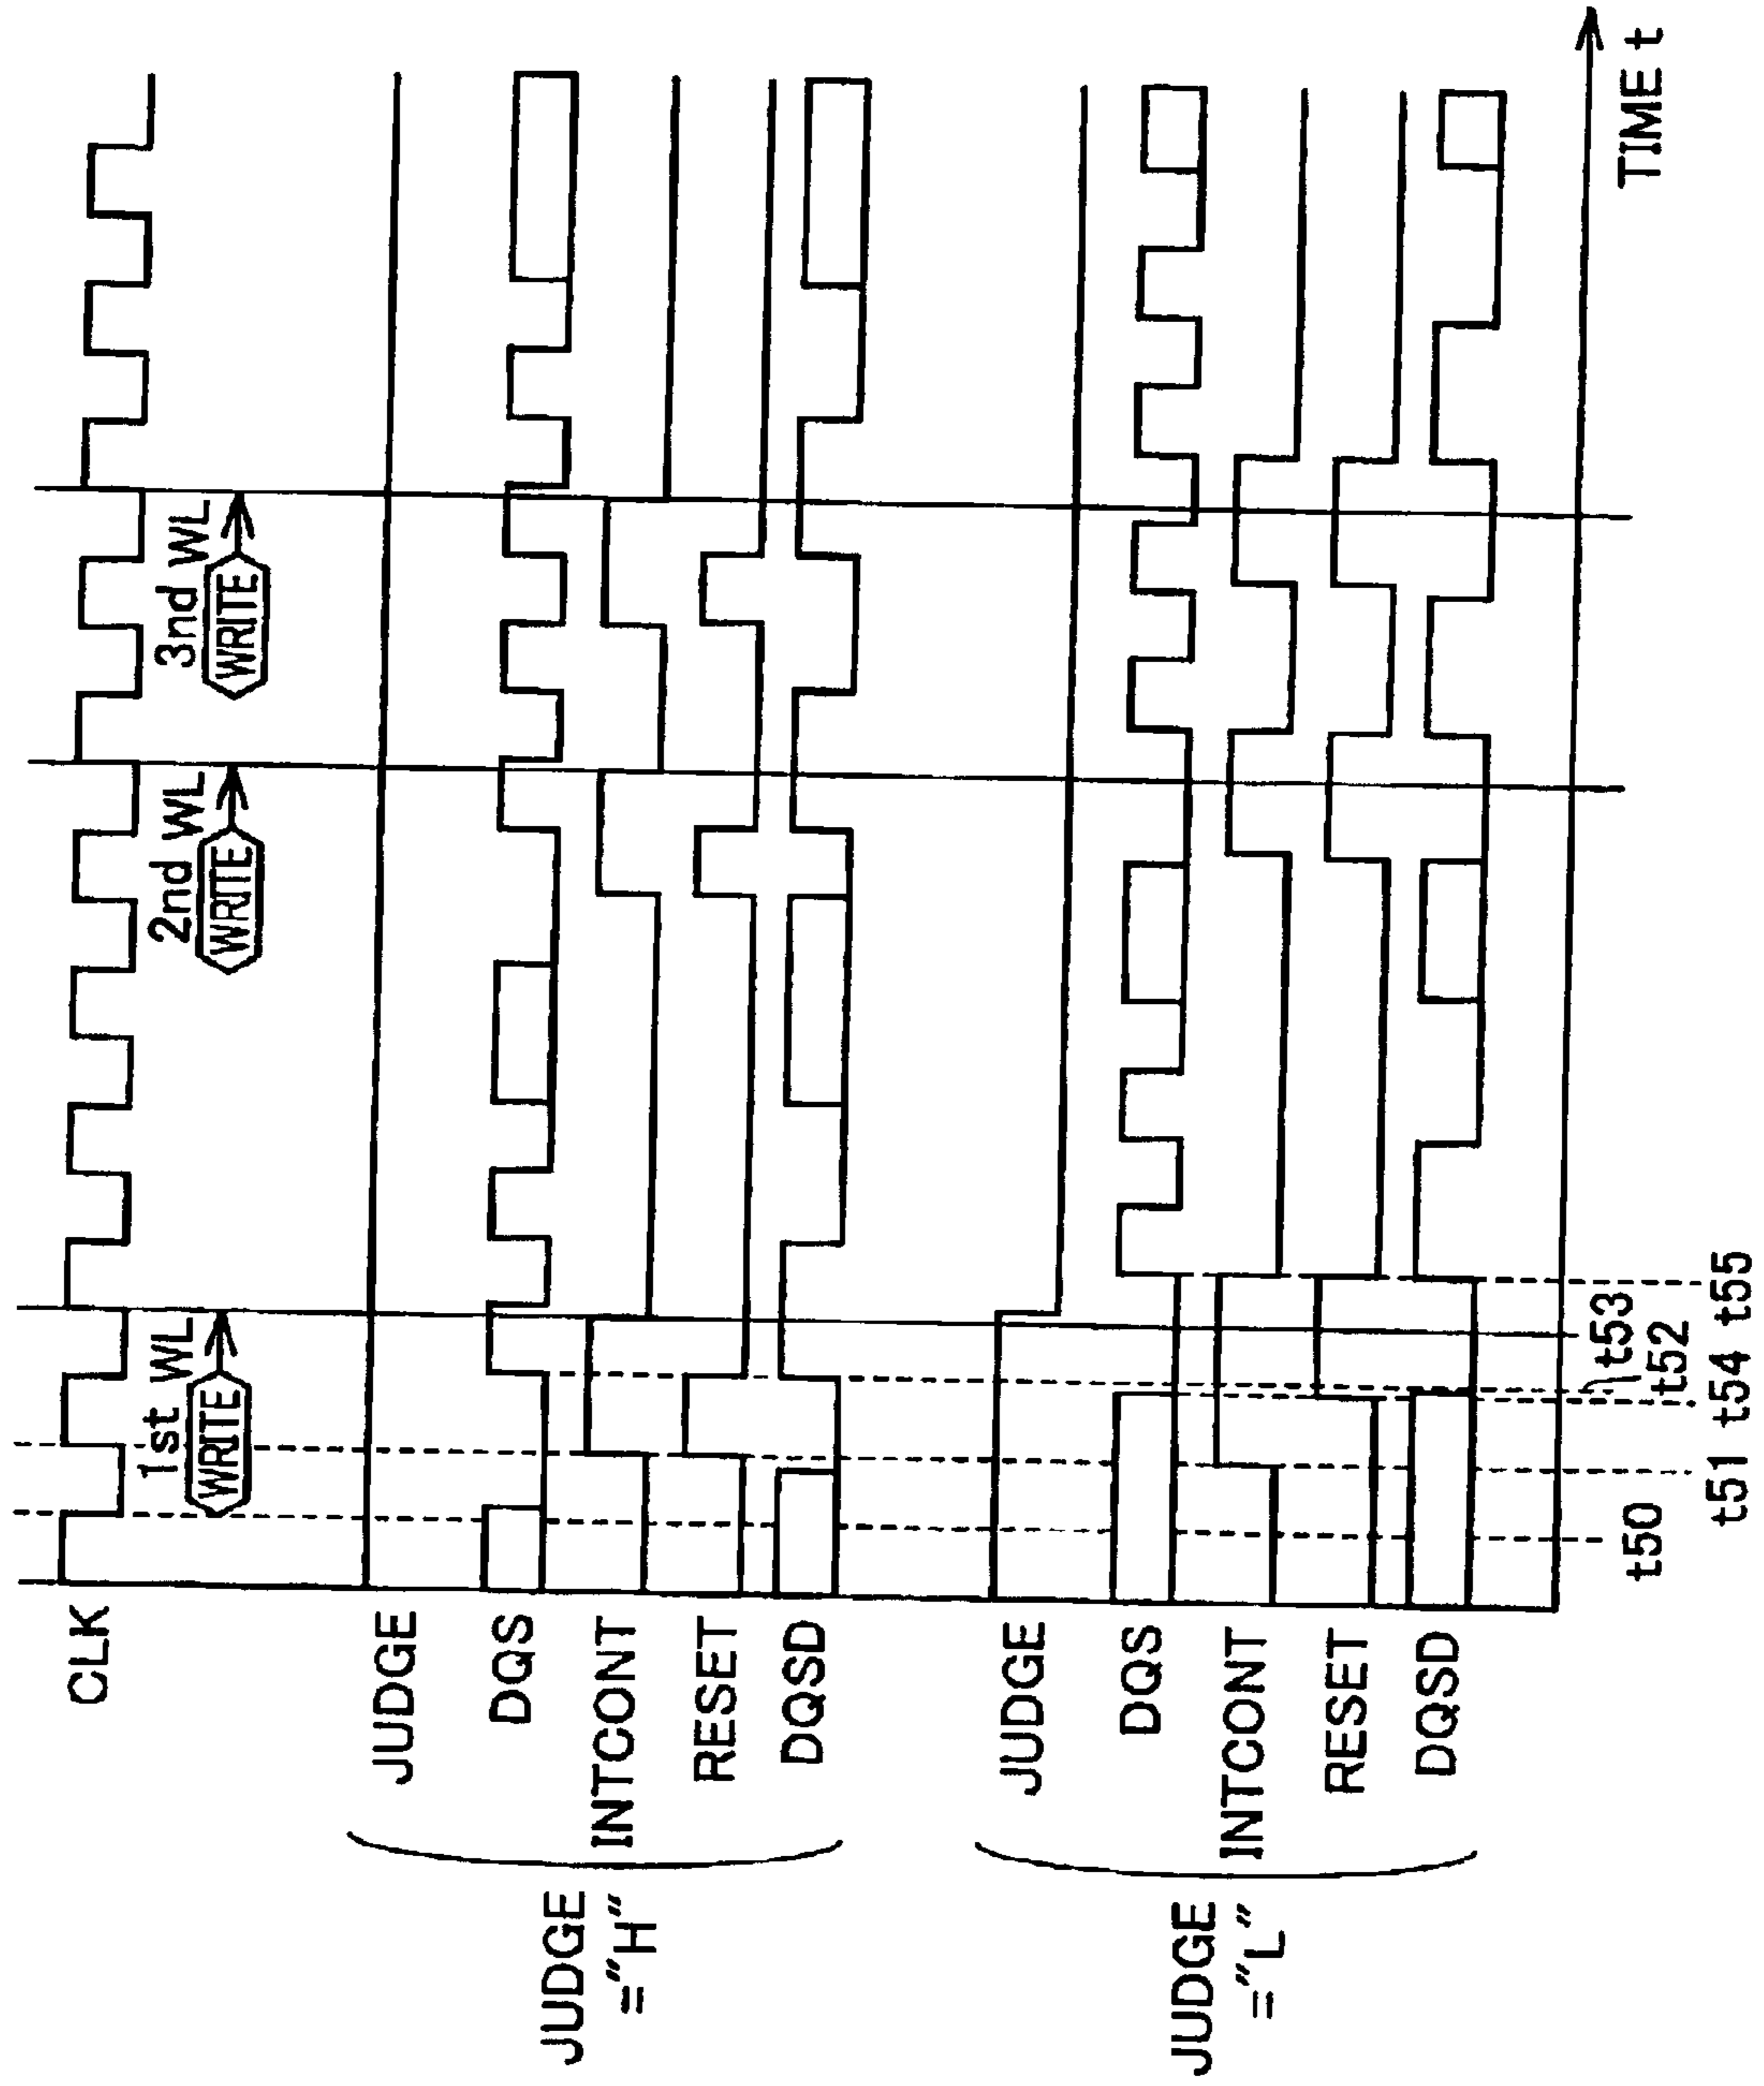 CLK
1st WL
WRITE
2nd WL
WRITE
3nd WL
WRITE
JUDGE
="H"
JUDGE
DQS
INTCONT
RESET
DQSD
JUDGE
="L"
JUDGE
DQS
INTCONT
RESET
DQSD
t50
t51
t54
t52
t53
t55
TIME t